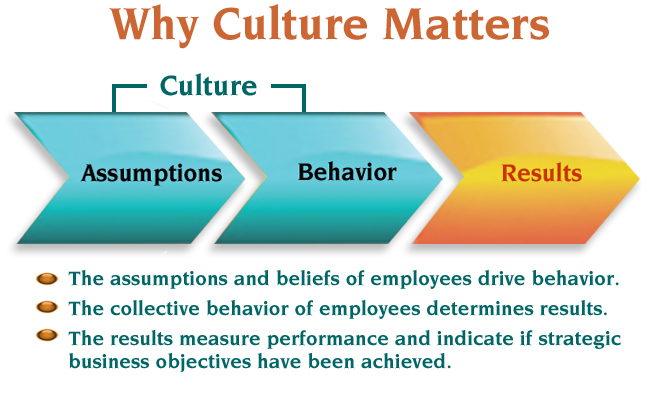 Why Culture Matters
Culture
Assumptions
Behavior
Results
The assumptions and beliefs of employees drive behavior.
The collective behavior of employees determines results.
The results measure performance and indicate if strategic
business objectives have been achieved.